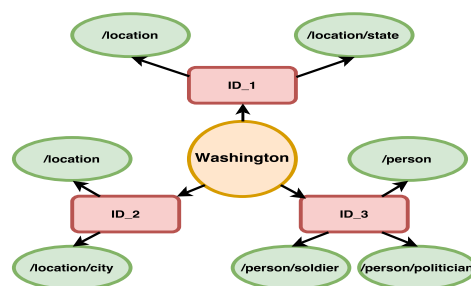 /location
/location/state
ID_1
/location
Washington
/person
ID_2
ID_3
/location/city
/person/soldier
/person/politician